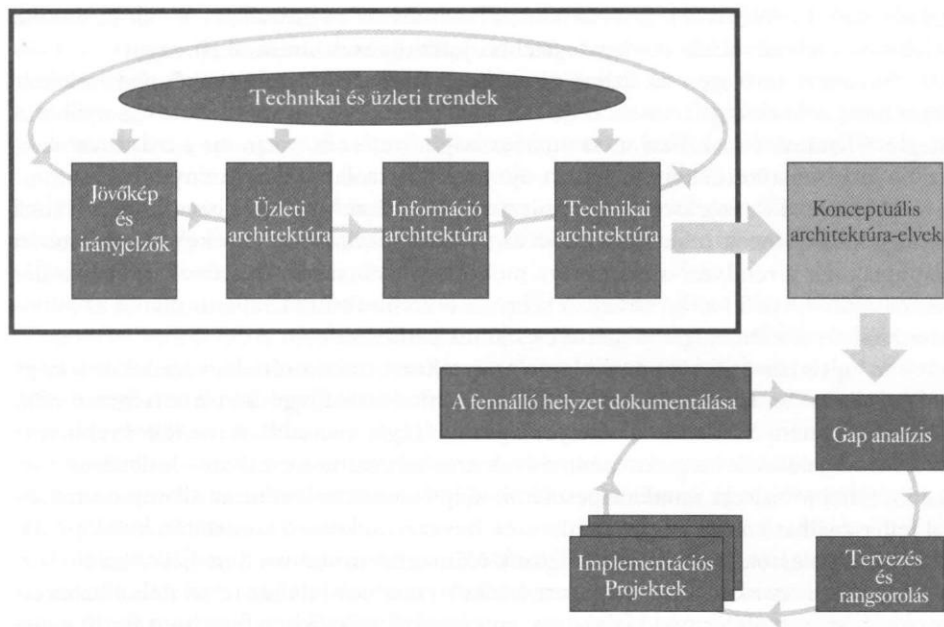 Technikai és üzleti trendek
Jövőkép
és
irányjelzők
Üzleti
architektúra
Információ
architektúra
Technikai
architektúra
Konceptuális
architektúra-elvek
A fennálló helyzet dokumentálása
Gap analízis
Implementációs
Projektek
Tervezés
és
rangsorolás